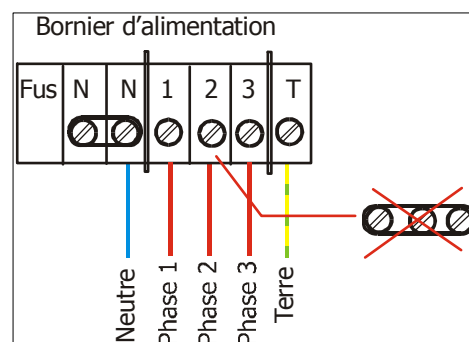 Bornier d'alimentation
Fus N N 1 2 3 T
Neutre
Phase 1
Phase 2
Phase 3
Terre